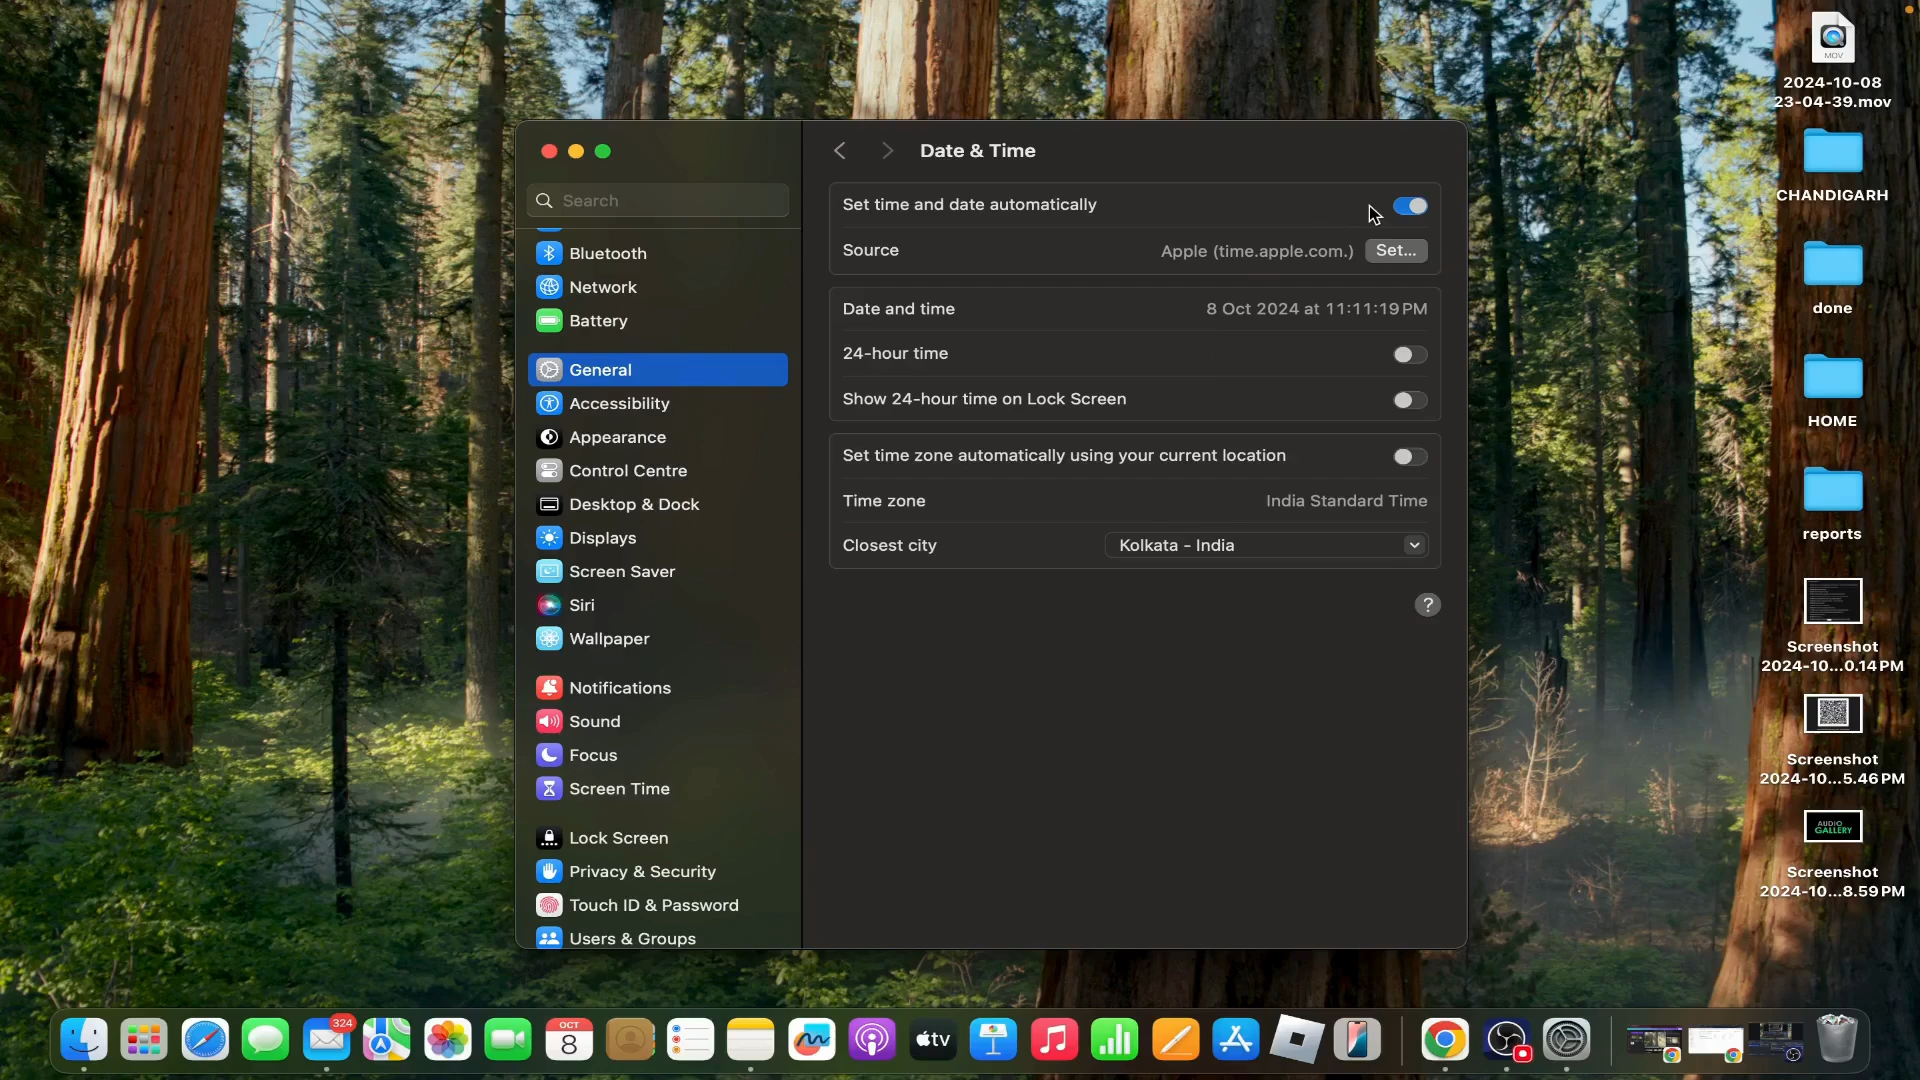 Date & Time
Search
Bluetooth
Network
Battery
General
Accessibility
Appearance
Control Centre
Desktop & Dock
Displays
Screen Saver
Siri
Wallpaper
Notifications
Sound
Focus
Screen Time
Lock Screen
Privacy & Security
Touch ID & Password
Users & Groups
Set time and date automatically
Source Apple (time.apple.com.) Set...
Date and time 8 Oct 2024 at 11:11:19 PM
24-hour time
Show 24-hour time on Lock Screen
Set time zone automatically using your current location
Time zone India Standard Time
Closest city Kolkata - India
?
MOV
2024-10-08
23-04-39.mov
CHANDIGARH
done
HOME
reports
Screenshot
2024-10...0.14 PM
Screenshot
2024-10...5.46 PM
AUDIO
GALLERY
Screenshot
2024-10...8.59 PM
324
OCT
8
tv